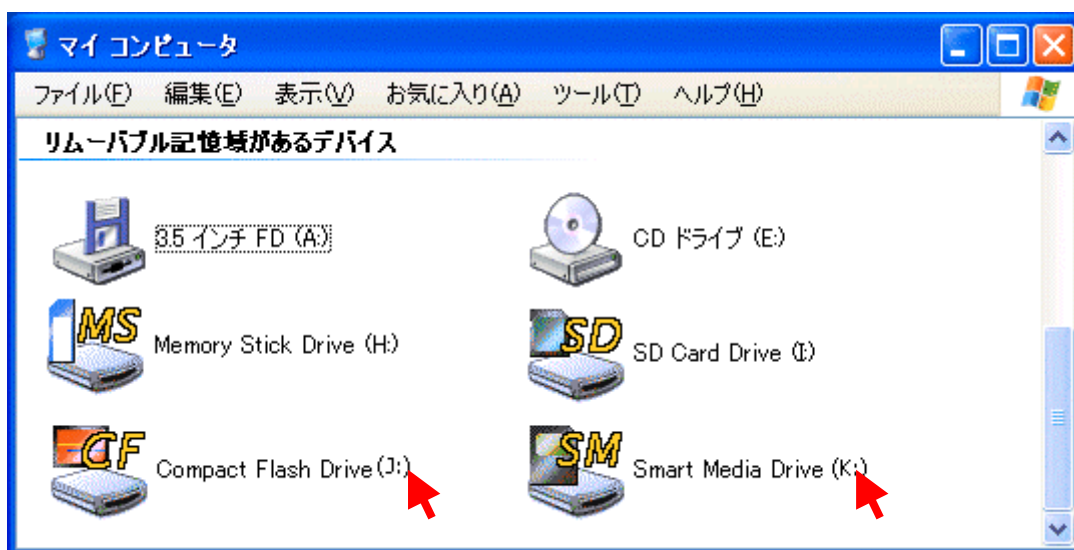 マイ コンピュータ
ファイル(F) 編集(E) 表示(V) お気に入り(A) ツール(T) ヘルプ(H)
リムーバブル記憶域があるデバイス
3.5 インチ FD (A:)
CD ドライブ (E:)
MS
Memory Stick Drive (H:)
SD
SD Card Drive (I:)
CF
Compact Flash Drive (J:)
SM
Smart Media Drive (K:)